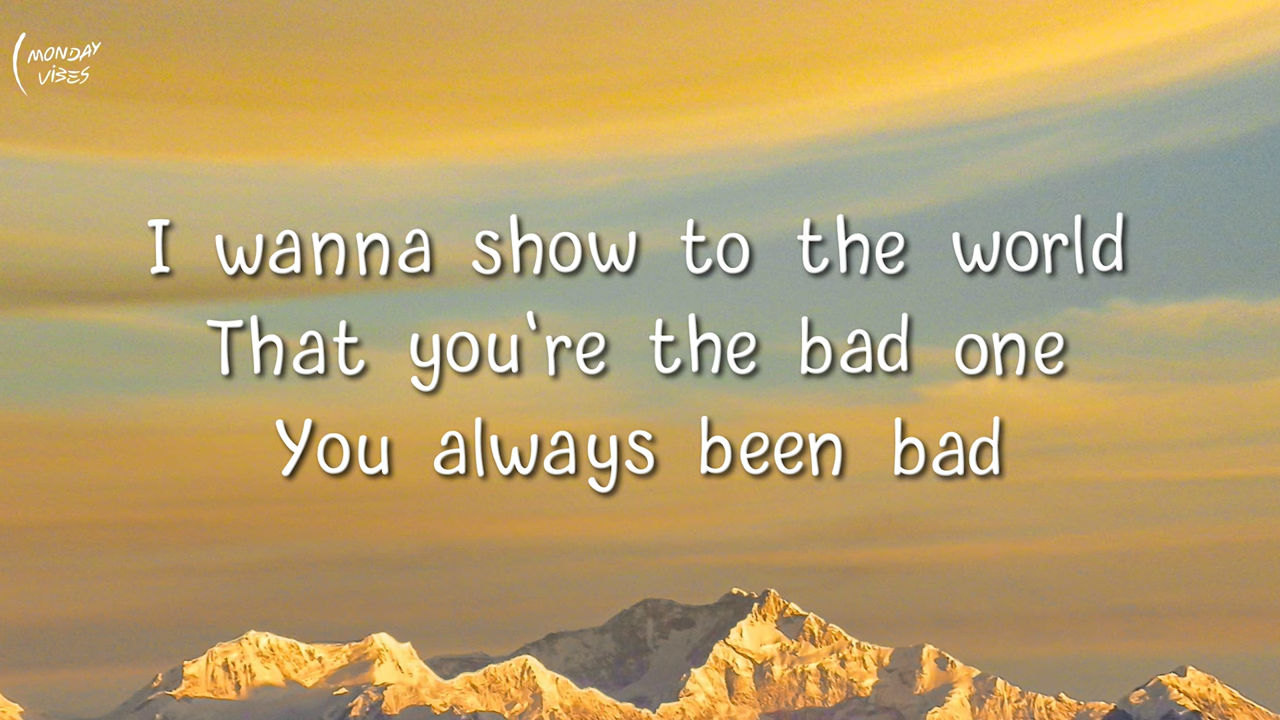 MONDAY
VIBES
I wanna show to the world
That you're the bad one
You always been bad